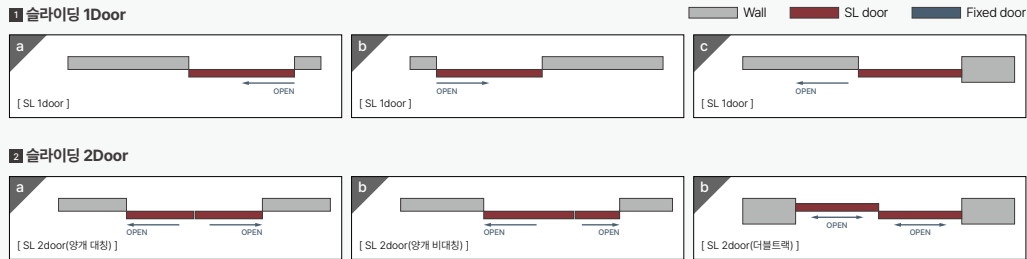 1 슬라이딩 1Door
Wall SL door Fixed door
a
OPEN
[ SL 1door ]
b
OPEN
[ SL 1door ]
c
OPEN
[ SL 1door ]
2 슬라이딩 2Door
a
OPEN OPEN
[ SL 2door(양개 대칭) ]
b
OPEN OPEN
[ SL 2door(양개 비대칭) ]
b
OPEN OPEN
[ SL 2door(더블트랙) ]